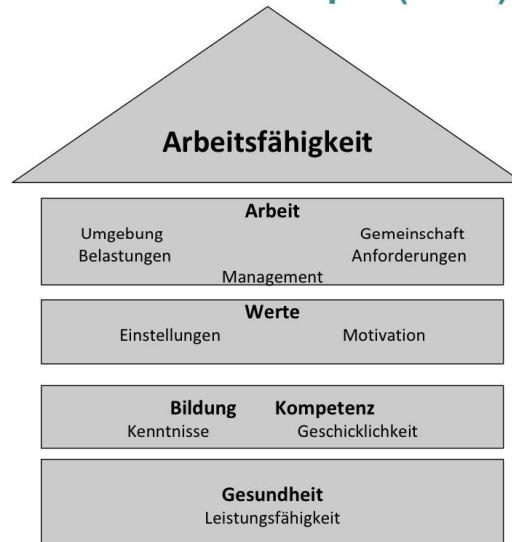 Arbeitsfähigkeit
Arbeit
Umgebung Gemeinschaft
Belastungen Anforderungen
Management
Werte
Einstellungen Motivation
Bildung Kompetenz
Kenntnisse Geschicklichkeit
Gesundheit
Leistungsfähigkeit